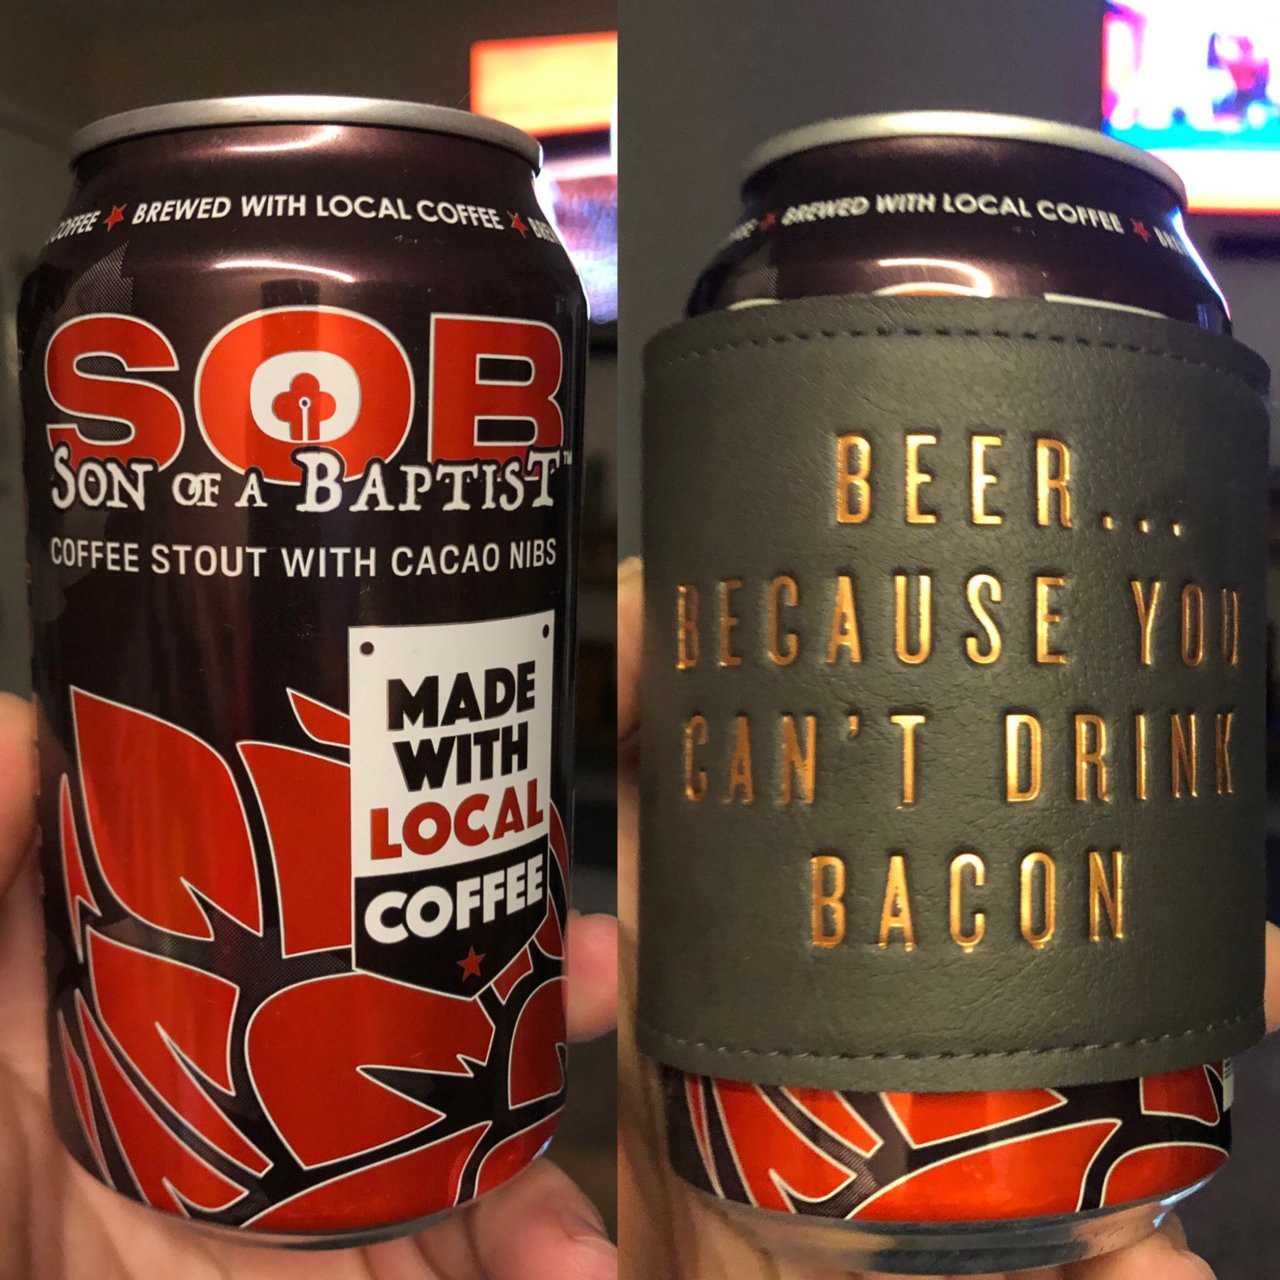 COFFEE ★ BREWED WITH LOCAL COFFEE ★
SOB
SON OF A BAPTIST™
COFFEE STOUT WITH CACAO NIBS
MADE
WITH
LOCAL
COFFEE
★ BREWED WITH LOCAL COFFEE ★
BEER...
BECAUSE YOU
CAN'T DRINK
BACON